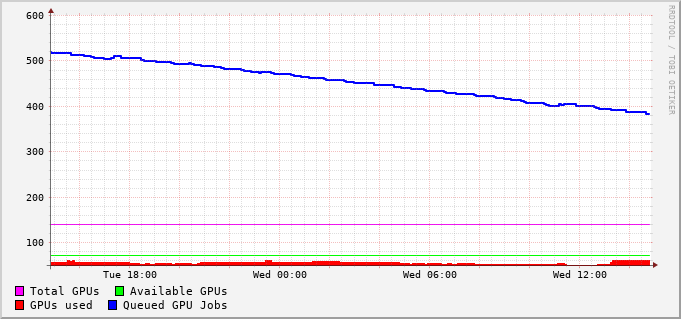 600
500
400
300
200
100
Tue 18:00 Wed 00:00 Wed 06:00 Wed 12:00
Total GPUs Available GPUs
GPUs used Queued GPU Jobs
RRDTOOL / TOBI OETIKER